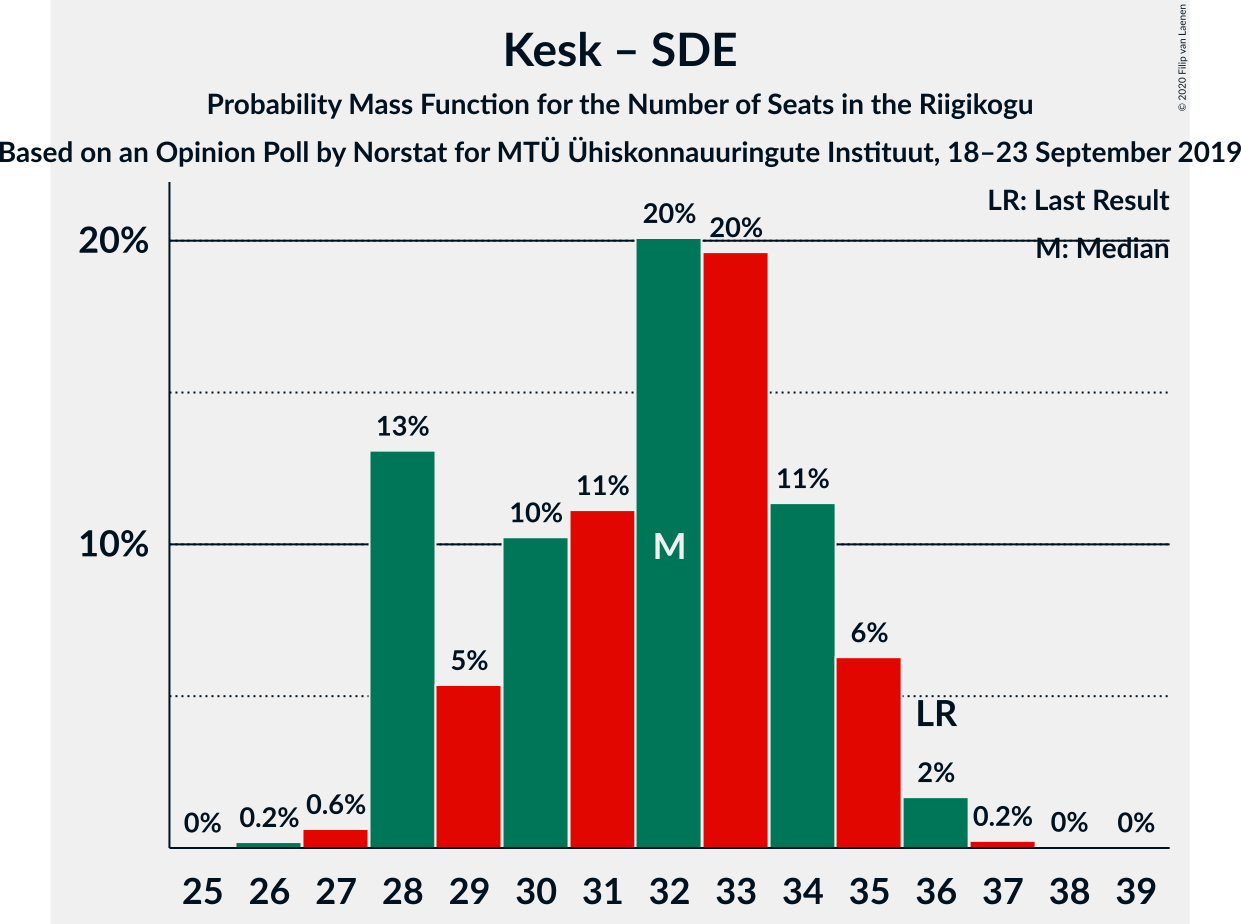 Kesk – SDE
Probability Mass Function for the Number of Seats in the Riigikogu
Based on an Opinion Poll by Norstat for MTÜ Ühiskonnauuringute Instituut, 18–23 September 2019
© 2020 Filip van Laenen
LR: Last Result
M: Median
20%
10%
0%
0.2%
0.6%
13%
5%
10%
11%
20%
20%
11%
6%
2%
0.2%
0%
0%
M
LR
25 26 27 28 29 30 31 32 33 34 35 36 37 38 39